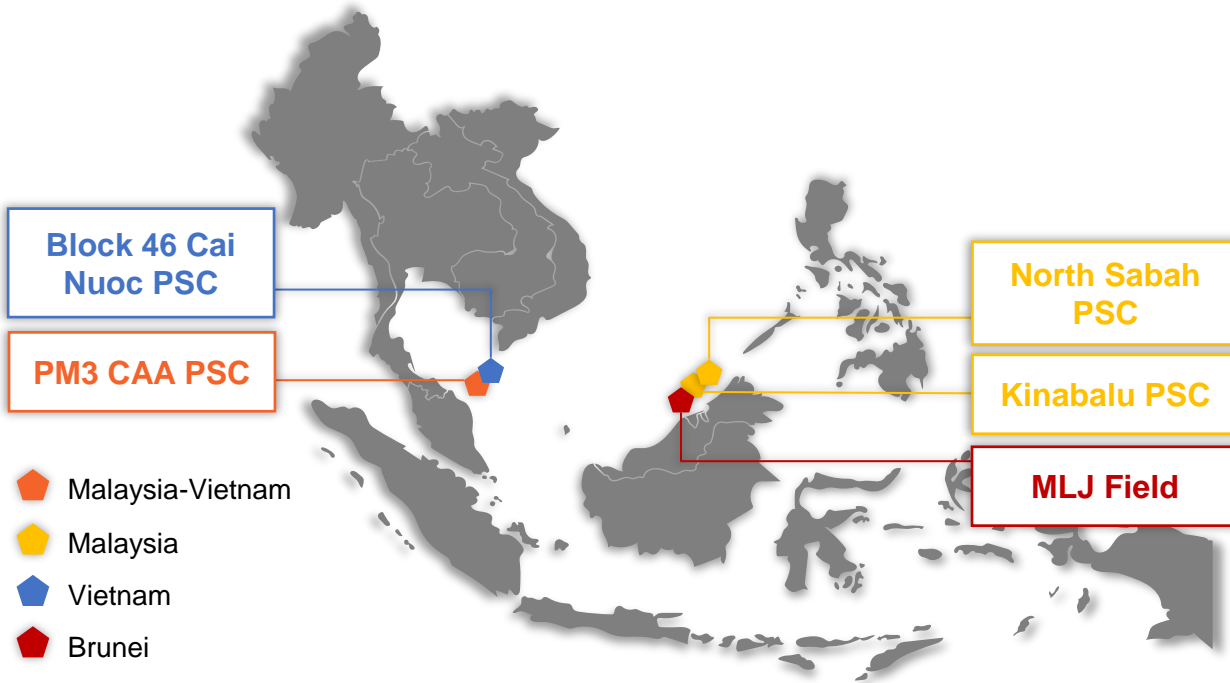 Block 46 Cai
Nuoc PSC
PM3 CAA PSC
North Sabah
PSC
Kinabalu PSC
MLJ Field
Malaysia-Vietnam
Malaysia
Vietnam
Brunei